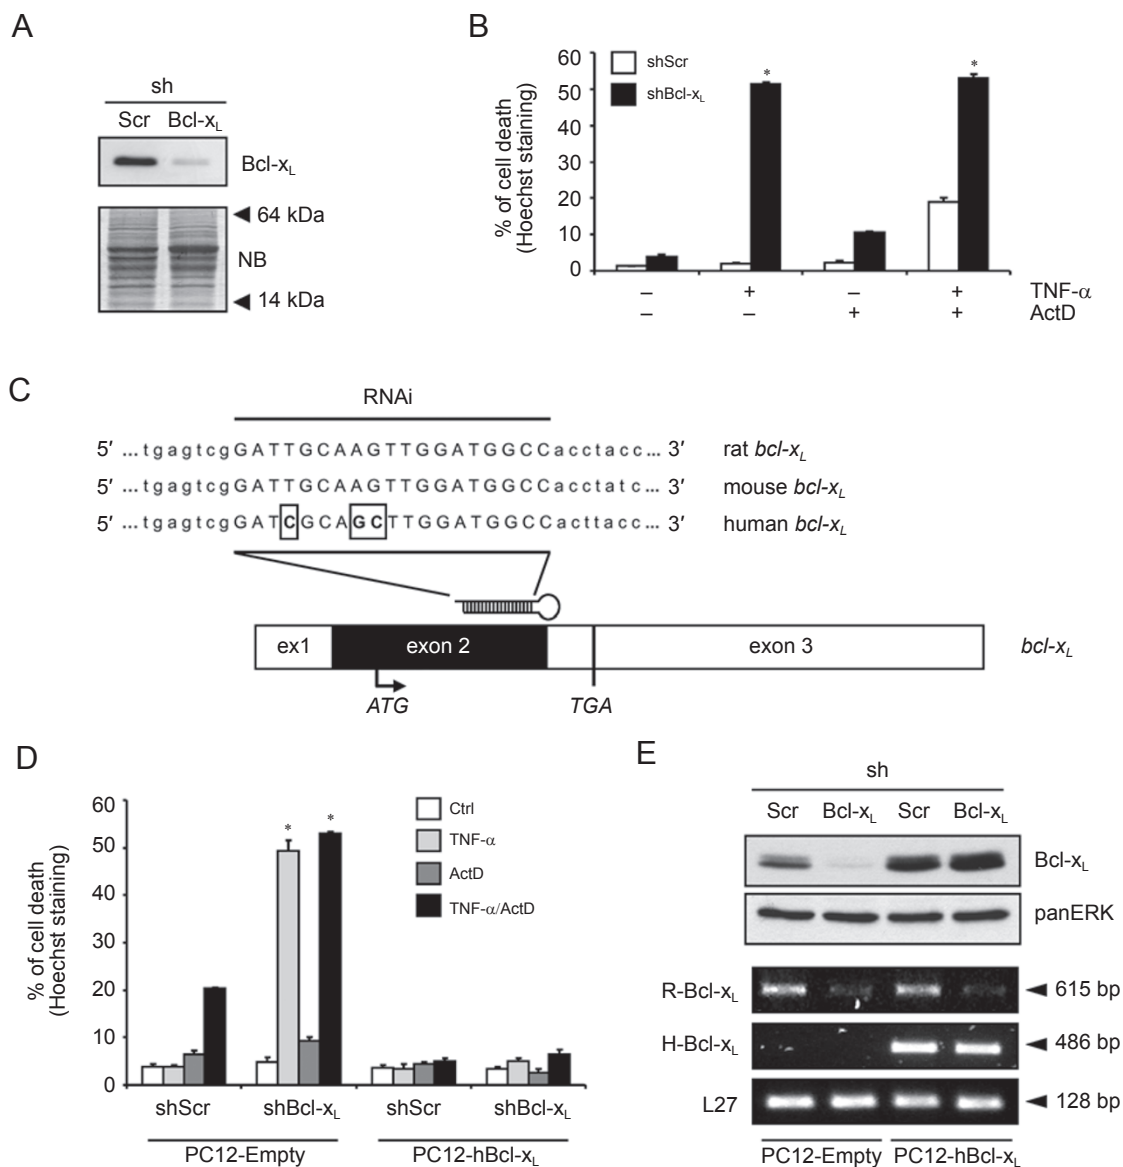 A
sh
Scr Bcl-xL
Bcl-xL
64 kDa
NB
14 kDa
B
% of cell death
(Hoechst staining)
60
50
40
30
20
10
0
shScr
shBcl-xL
*
*
– + – + TNF-α
– – + + ActD
C
RNAi
5′ ...tgagtcgGATTGCAAGTTGGATGGCCacctacc... 3′ rat bcl-xL
5′ ...tgagtcgGATTGCAAGTTGGATGGCCacctatc... 3′ mouse bcl-xL
5′ ...tgagtcgGATCGCAGCTTGGATGGCCacttacc... 3′ human bcl-xL
ex1 exon 2 exon 3 bcl-xL
ATG TGA
D
% of cell death
(Hoechst staining)
60
50
40
30
20
10
0
Ctrl
TNF-α
ActD
TNF-α/ActD
*
*
shScr shBcl-xL shScr shBcl-xL
PC12-Empty PC12-hBcl-xL
E
sh
Scr Bcl-xL Scr Bcl-xL
Bcl-xL
panERK
R-Bcl-xL 615 bp
H-Bcl-xL 486 bp
L27 128 bp
PC12-Empty PC12-hBcl-xL